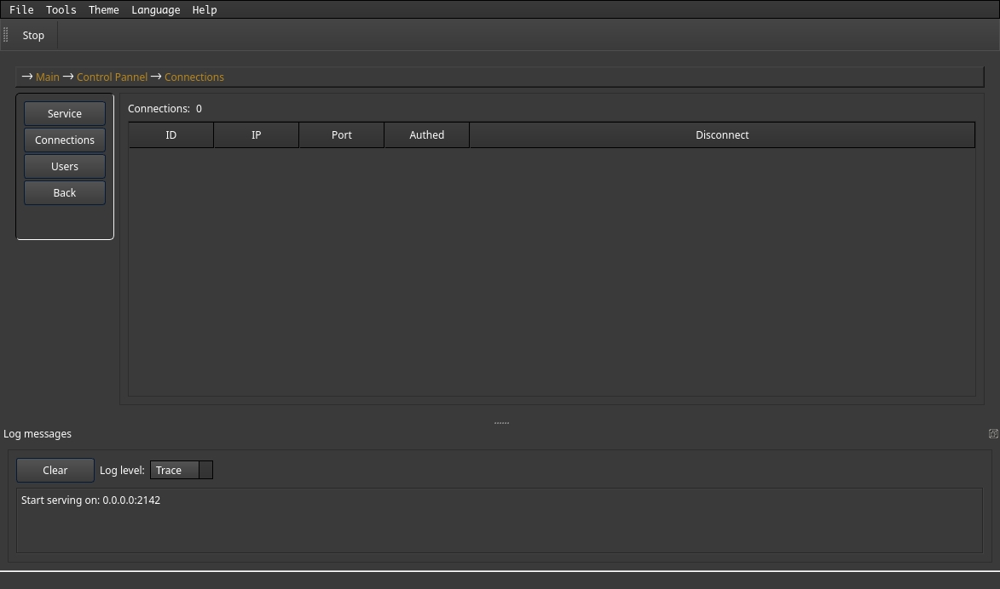 File Tools Theme Language Help
Stop
→ Main → Control Pannel → Connections
Service
Connections
Users
Back
Connections: 0
ID IP Port Authed Disconnect
Log messages
Clear Log level: Trace
Start serving on: 0.0.0.0:2142